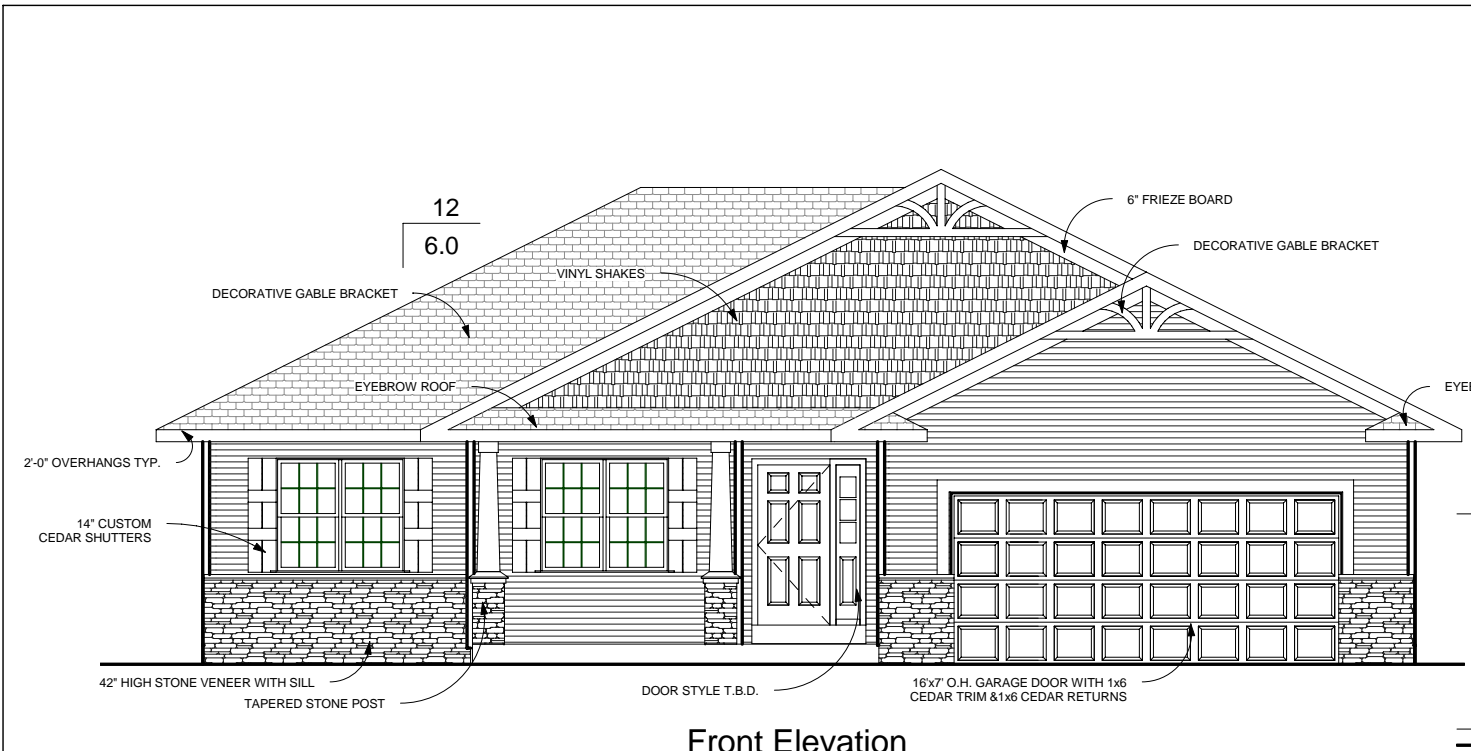 12
6.0
6" FRIEZE BOARD
DECORATIVE GABLE BRACKET
VINYL SHAKES
DECORATIVE GABLE BRACKET
EYEBROW ROOF
EYEB
2'-0" OVERHANGS TYP.
14" CUSTOM
CEDAR SHUTTERS
42" HIGH STONE VENEER WITH SILL
TAPERED STONE POST
DOOR STYLE T.B.D.
16'x7' O.H. GARAGE DOOR WITH 1x6
CEDAR TRIM &1x6 CEDAR RETURNS
Front Elevation